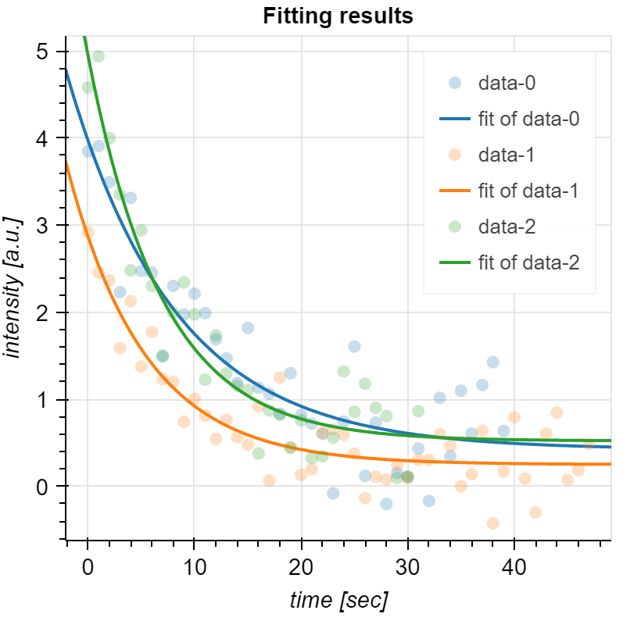 Fitting results
5
4
3
2
1
0
intensity [a.u.]
data-0
fit of data-0
data-1
fit of data-1
data-2
fit of data-2
0 10 20 30 40
time [sec]